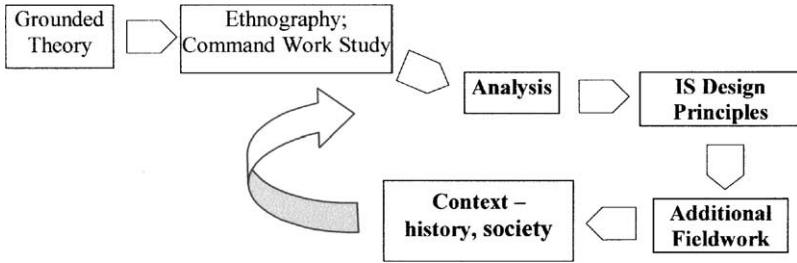 Grounded
Theory
Ethnography;
Command Work Study
Analysis
IS Design
Principles
Additional
Fieldwork
Context –
history, society